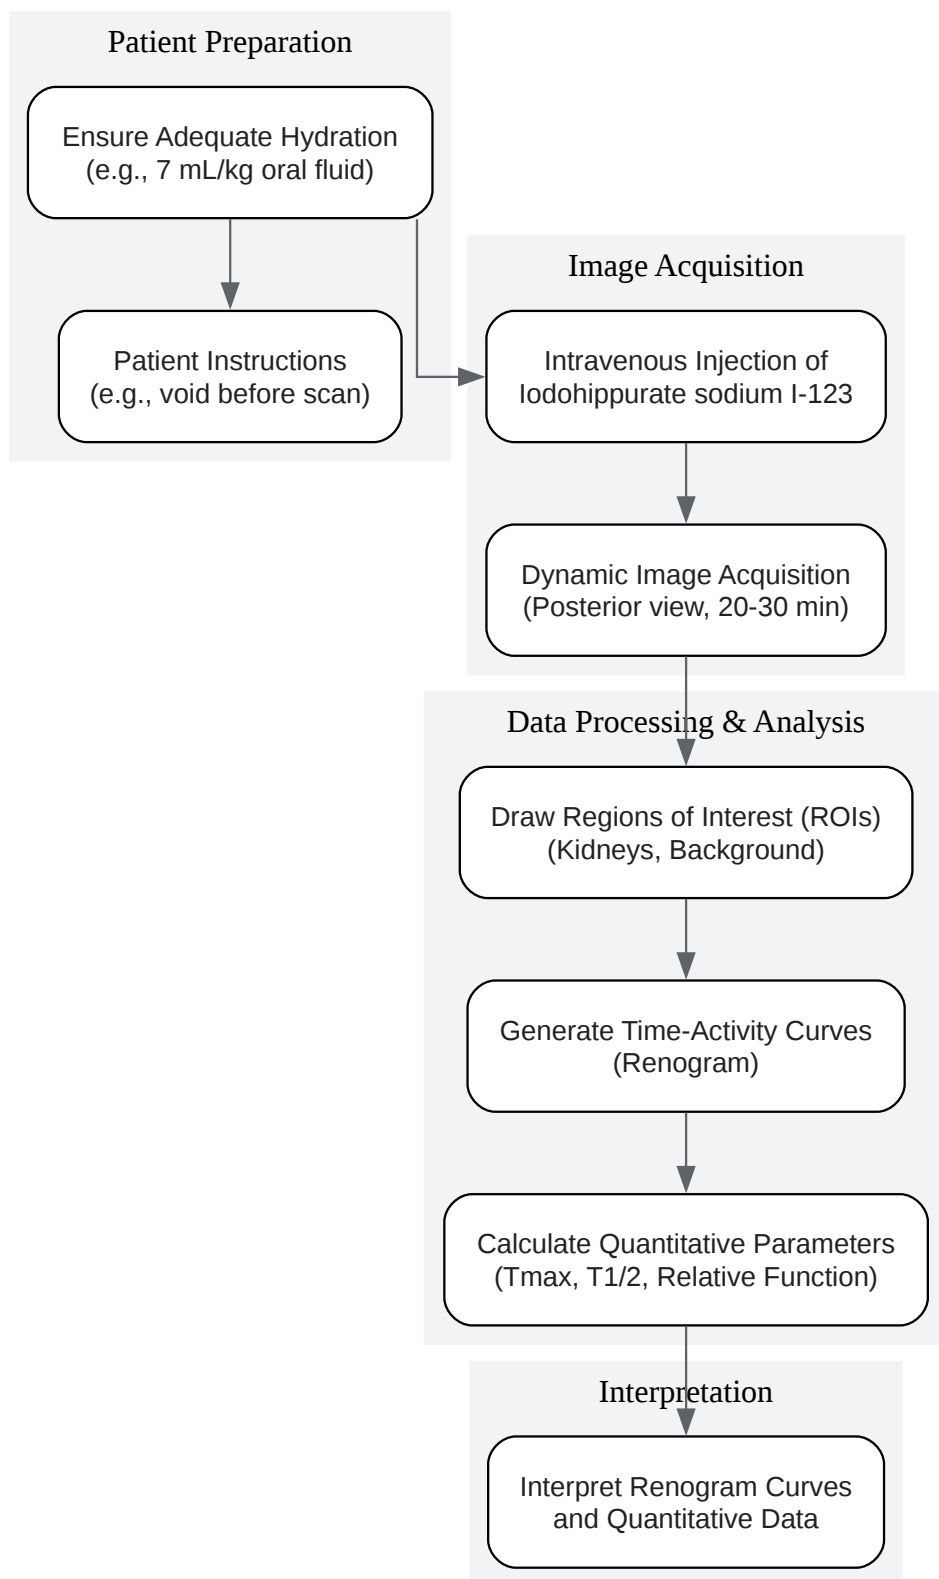 Patient Preparation
Ensure Adequate Hydration
(e.g., 7 mL/kg oral fluid)
Patient Instructions
(e.g., void before scan)
Image Acquisition
Intravenous Injection of
Iodohippurate sodium I-123
Dynamic Image Acquisition
(Posterior view, 20-30 min)
Data Processing & Analysis
Draw Regions of Interest (ROIs)
(Kidneys, Background)
Generate Time-Activity Curves
(Renogram)
Calculate Quantitative Parameters
(Tmax, T1/2, Relative Function)
Interpretation
Interpret Renogram Curves
and Quantitative Data